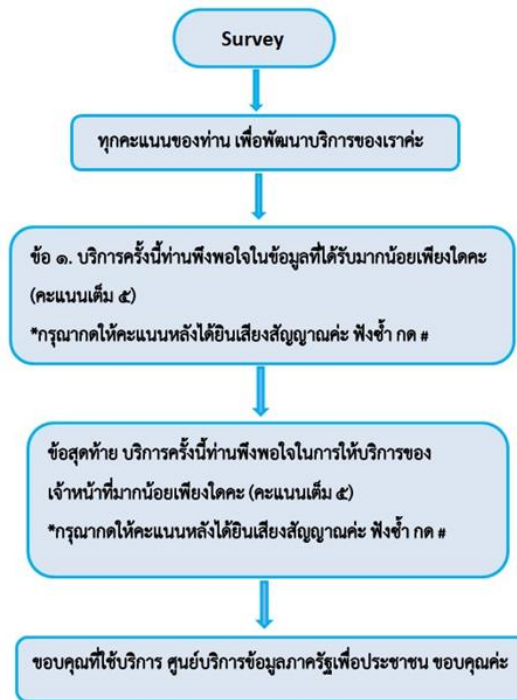 Survey
ทุกคะแนนของท่าน เพื่อพัฒนาบริการของเราค่ะ
ข้อ ๑. บริการครั้งนี้ท่านพึงพอใจในข้อมูลที่ได้รับมากน้อยเพียงใดคะ
(คะแนนเต็ม ๕)
*กรุณากดให้คะแนนหลังได้ยินเสียงสัญญาณค่ะ ฟังซ้ำ กด #
ข้อสุดท้าย บริการครั้งนี้ท่านพึงพอใจในการให้บริการของ
เจ้าหน้าที่มากน้อยเพียงใดคะ (คะแนนเต็ม ๕)
*กรุณากดให้คะแนนหลังได้ยินเสียงสัญญาณค่ะ ฟังซ้ำ กด #
ขอบคุณที่ใช้บริการ ศูนย์บริการข้อมูลภาครัฐเพื่อประชาชน ขอบคุณค่ะ